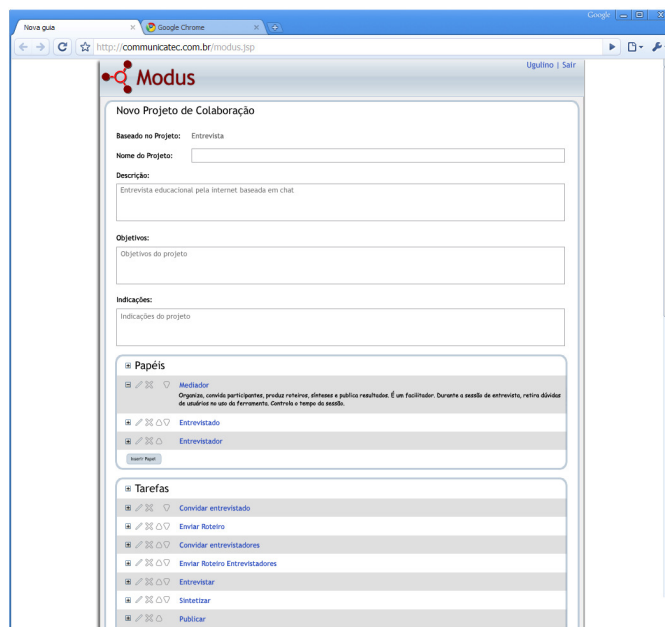 Google
Nova guia
Google Chrome
http://communicatec.com.br/modus.jsp
Ugulino | Sair
Modus
Novo Projeto de Colaboração
Baseado no Projeto: Entrevista
Nome do Projeto:
Descrição:
Entrevista educacional pela internet baseada em chat
Objetivos:
Objetivos do projeto
Indicações:
Indicações do projeto
Papéis
Mediador
Organiza, convida participantes, produz roteiros, sínteses e publica resultados. É um facilitador. Durante a sessão de entrevista, retira dúvidas
de usuários no uso da ferramenta. Controla o tempo da sessão.
Entrevistado
Entrevistador
Inserir Papel
Tarefas
Convidar entrevistado
Enviar Roteiro
Convidar entrevistadores
Enviar Roteiro Entrevistadores
Entrevistar
Sintetizar
Publicar